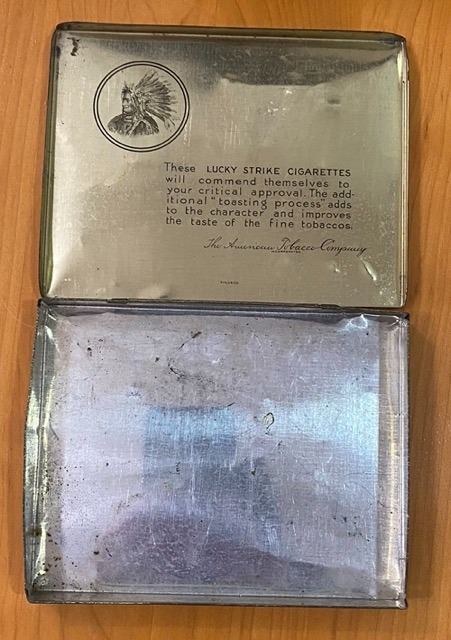 These LUCKY STRIKE CIGARETTES
will commend themselves to
your critical approval. The add-
itional "toasting process" adds
to the character and improves
the taste of the fine tobaccos.
The American Tobacco Company
INCORPORATED